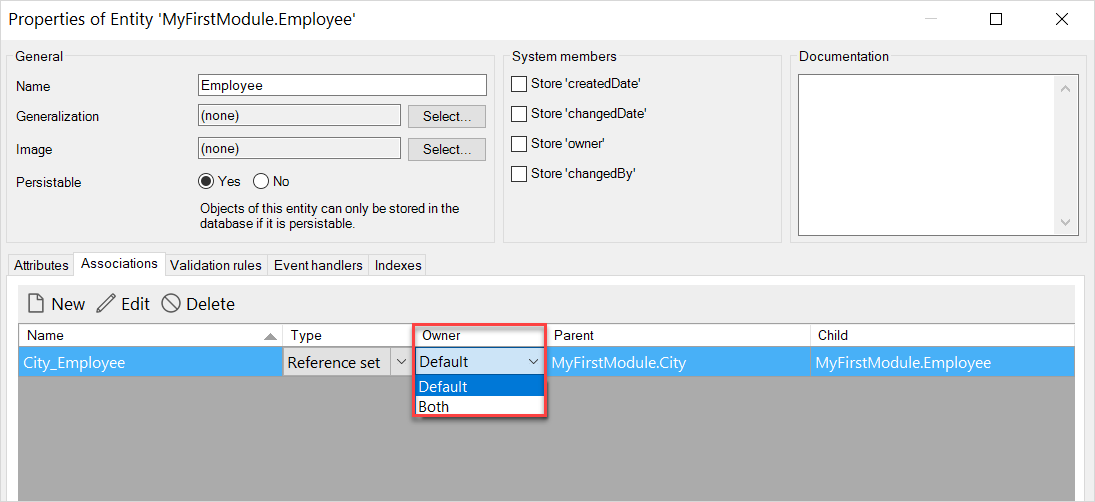 Properties of Entity 'MyFirstModule.Employee'
General
Name
Employee
Generalization
(none)
Select...
Image
(none)
Select...
Persistable
Yes
No
Objects of this entity can only be stored in the
database if it is persistable.
System members
Store 'createdDate'
Store 'changedDate'
Store 'owner'
Store 'changedBy'
Documentation
Attributes
Associations
Validation rules
Event handlers
Indexes
New
Edit
Delete
Name
Type
Owner
Parent
Child
City_Employee
Reference set
Default
MyFirstModule.City
MyFirstModule.Employee
Default
Both